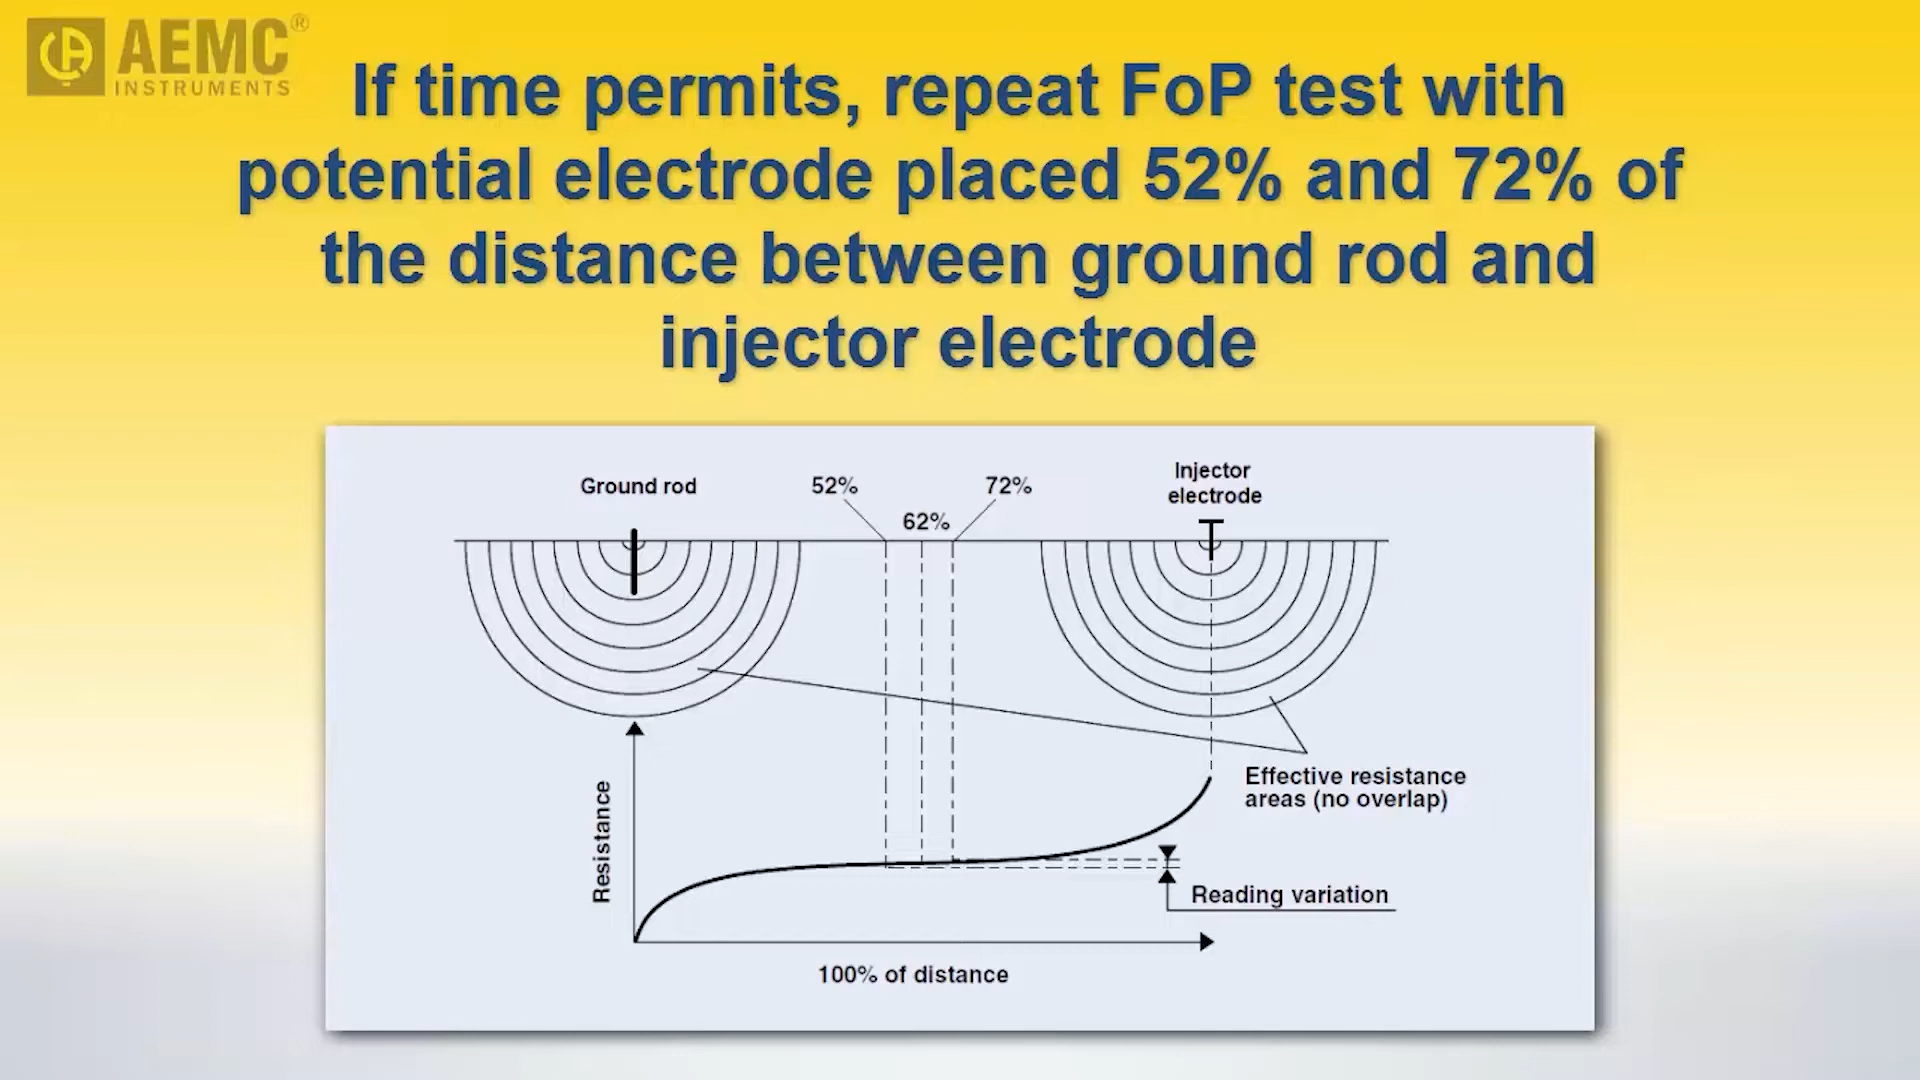 AEMC®
INSTRUMENTS
If time permits, repeat FoP test with
potential electrode placed 52% and 72% of
the distance between ground rod and
injector electrode
Ground rod
52%
62%
72%
Injector
electrode
Effective resistance
areas (no overlap)
Resistance
Reading variation
100% of distance